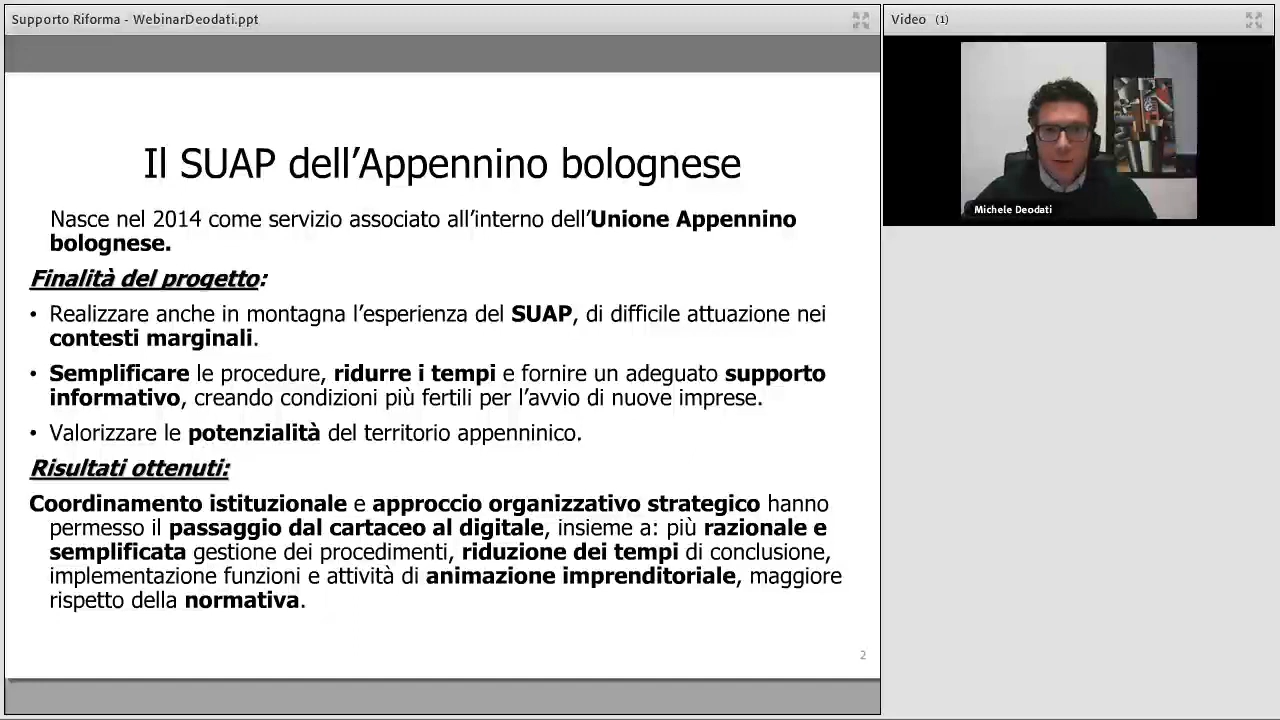 Supporto Riforma - WebinarDeodati.ppt
Video (1)
Michele Deodati
Il SUAP dell’Appennino bolognese
Nasce nel 2014 come servizio associato all’interno dell’Unione Appennino
bolognese.
Finalità del progetto:
• Realizzare anche in montagna l’esperienza del SUAP, di difficile attuazione nei
contesti marginali.
• Semplificare le procedure, ridurre i tempi e fornire un adeguato supporto
informativo, creando condizioni più fertili per l’avvio di nuove imprese.
• Valorizzare le potenzialità del territorio appenninico.
Risultati ottenuti:
Coordinamento istituzionale e approccio organizzativo strategico hanno
permesso il passaggio dal cartaceo al digitale, insieme a: più razionale e
semplificata gestione dei procedimenti, riduzione dei tempi di conclusione,
implementazione funzioni e attività di animazione imprenditoriale, maggiore
rispetto della normativa.
2